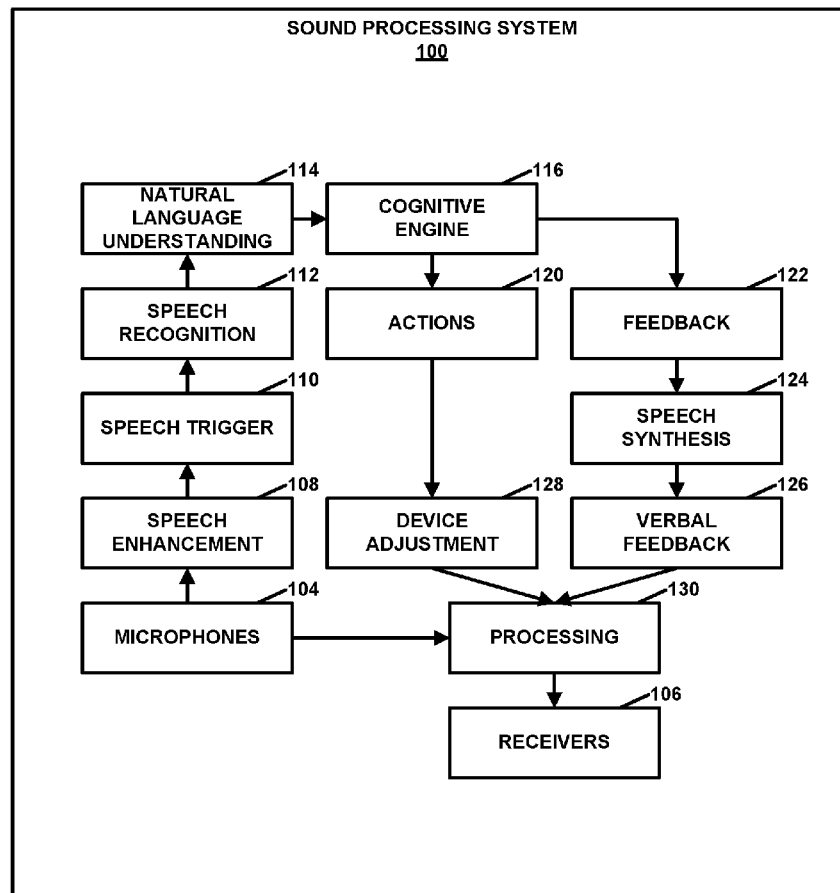 SOUND PROCESSING SYSTEM
100
114
NATURAL
LANGUAGE
UNDERSTANDING
116
COGNITIVE
ENGINE
112
SPEECH
RECOGNITION
120
ACTIONS
122
FEEDBACK
110
SPEECH TRIGGER
124
SPEECH
SYNTHESIS
108
SPEECH
ENHANCEMENT
128
DEVICE
ADJUSTMENT
126
VERBAL
FEEDBACK
104
MICROPHONES
130
PROCESSING
106
RECEIVERS